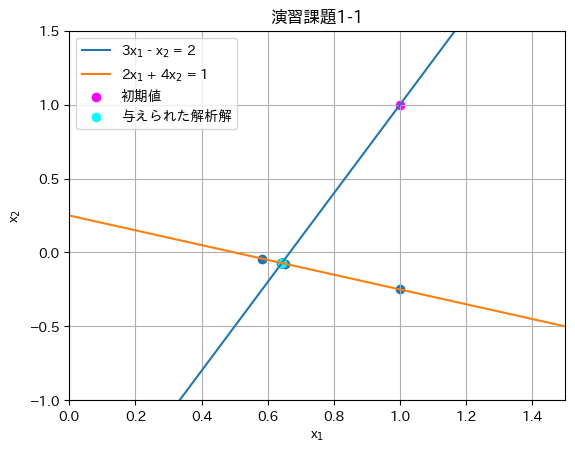 演習課題1-1
3x₁ - x₂ = 2
2x₁ + 4x₂ = 1
初期値
与えられた解析解
1.5
1.0
0.5
0.0
−0.5
−1.0
x₂
0.0 0.2 0.4 0.6 0.8 1.0 1.2 1.4
x₁